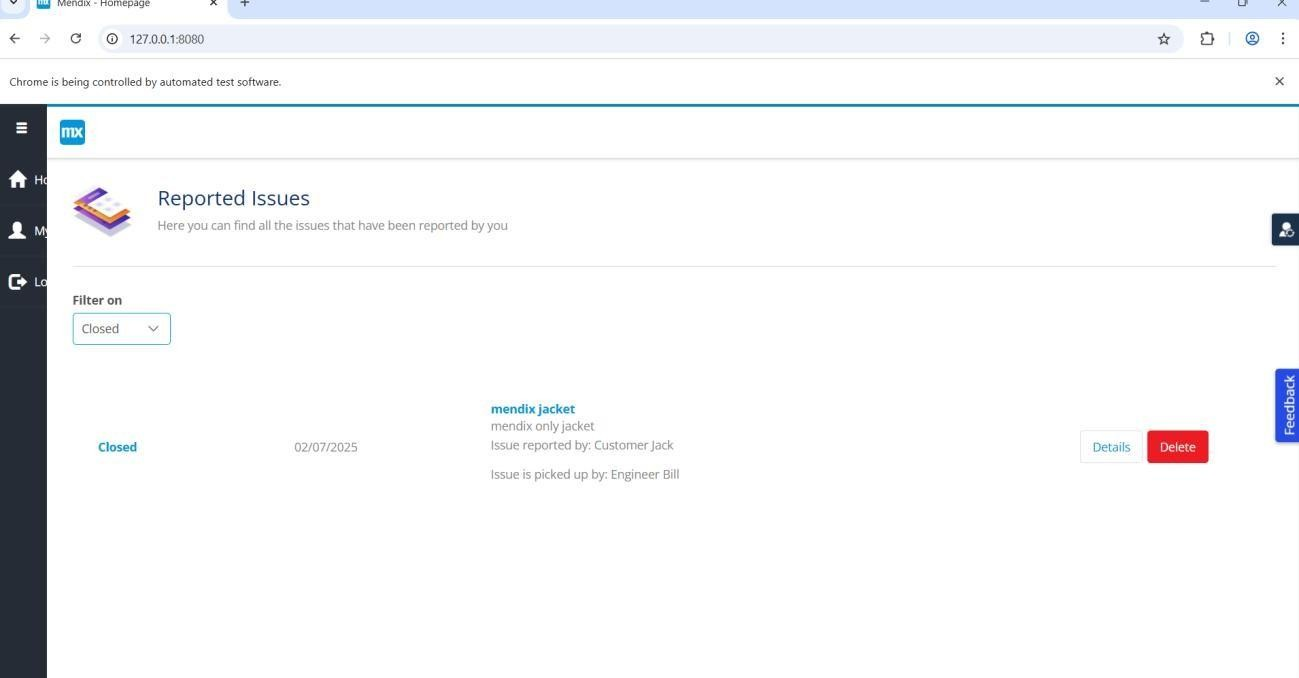 Mendix - Homepage
127.0.0.1:8080
Chrome is being controlled by automated test software.
mx
Ho
My
Lo
Reported Issues
Here you can find all the issues that have been reported by you
Filter on
Closed
mendix jacket
mendix only jacket
Issue reported by: Customer Jack
Closed
02/07/2025
Issue is picked up by: Engineer Bill
Details
Delete
Feedback